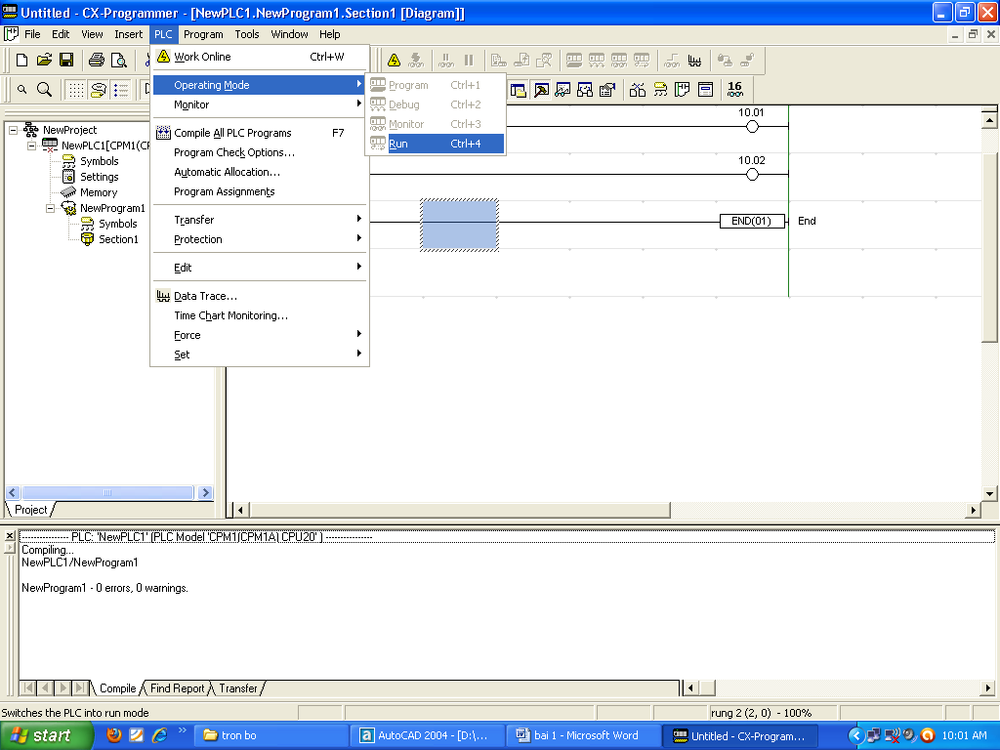 Untitled - CX-Programmer - [NewPLC1.NewProgram1.Section1 [Diagram]]
File Edit View Insert PLC Program Tools Window Help
Work Online Ctrl+W
Operating Mode
Monitor
Compile All PLC Programs F7
Program Check Options...
Automatic Allocation...
Program Assignments
Transfer
Protection
Edit
Data Trace...
Time Chart Monitoring...
Force
Set
Program Ctrl+1
Debug Ctrl+2
Monitor Ctrl+3
Run Ctrl+4
16
NewProject
NewPLC1[CPM1(CP
Symbols
Settings
Memory
NewProgram1
Symbols
Section1
Project
10.01
10.02
END(01) End
---------------- PLC: 'NewPLC1' (PLC Model 'CPM1(CPM1A) CPU20' ) ----------------
Compiling...
NewPLC1/NewProgram1
NewProgram1 - 0 errors, 0 warnings.
Compile Find Report Transfer
Switches the PLC into run mode
rung 2 (2, 0) - 100%
start
tron bo
AutoCAD 2004 - [D:\...
bai 1 - Microsoft Word
Untitled - CX-Program...
10:01 AM